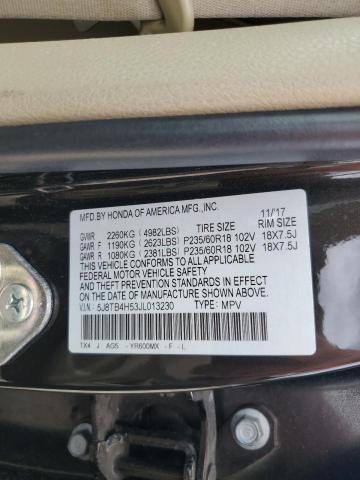 MFD.BY HONDA OF AMERICA MFG.,INC. 11/17
GVWR 2260KG (4982LBS) TIRE SIZE RIM SIZE
GAWR F 1190KG (2623LBS) P235/60R18 102V 18X7.5J
GAWR R 1080KG (2381LBS) P235/60R18 102V 18X7.5J
THIS VEHICLE CONFORMS TO ALL APPLICABLE
FEDERAL MOTOR VEHICLE SAFETY, BUMPER, AND
THEFT PREVENTION STANDARDS IN EFFECT
ON THE DATE OF MANUFACTURE SHOWN ABOVE.
V.I.N.: 5J8TB4H53JL013230 TYPE: MPV
TX4 J AG5 -YR600MX -F -L